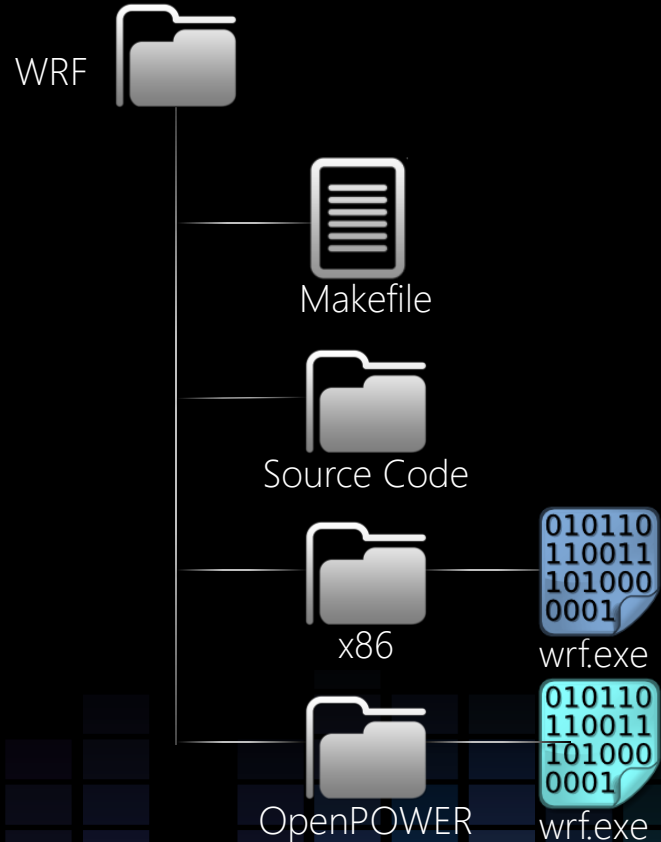 WRF
Makefile
Source Code
010110
110011
101000
0001
x86
wrf.exe
010110
110011
101000
0001
OpenPOWER
wrf.exe